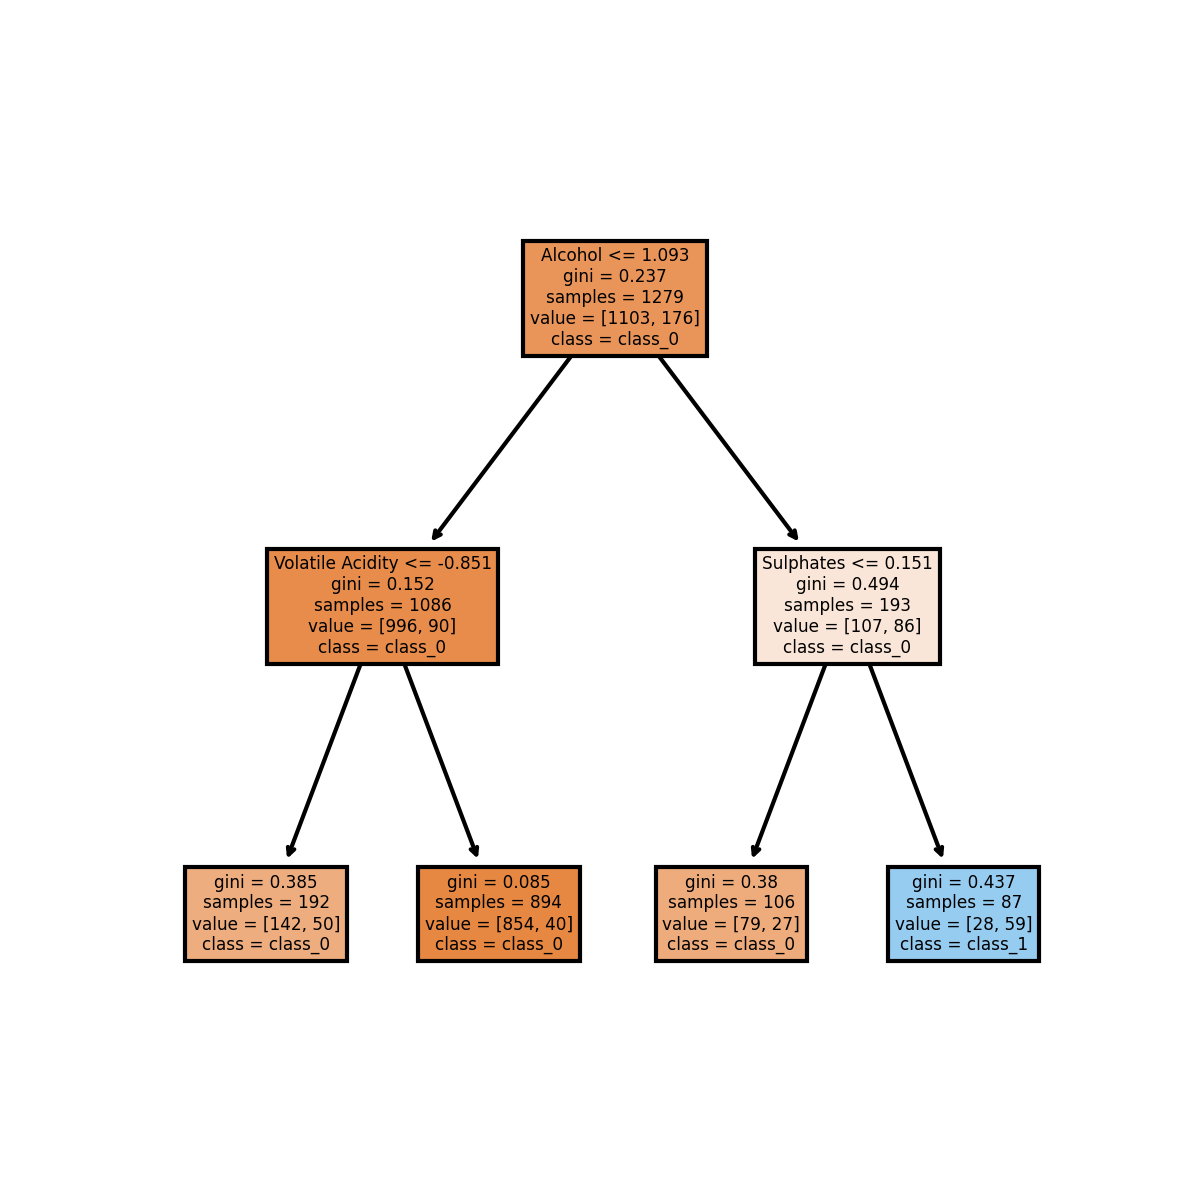 Alcohol <= 1.093
gini = 0.237
samples = 1279
value = [1103, 176]
class = class_0
Volatile Acidity <= -0.851
gini = 0.152
samples = 1086
value = [996, 90]
class = class_0
Sulphates <= 0.151
gini = 0.494
samples = 193
value = [107, 86]
class = class_0
gini = 0.385
samples = 192
value = [142, 50]
class = class_0
gini = 0.085
samples = 894
value = [854, 40]
class = class_0
gini = 0.38
samples = 106
value = [79, 27]
class = class_0
gini = 0.437
samples = 87
value = [28, 59]
class = class_1